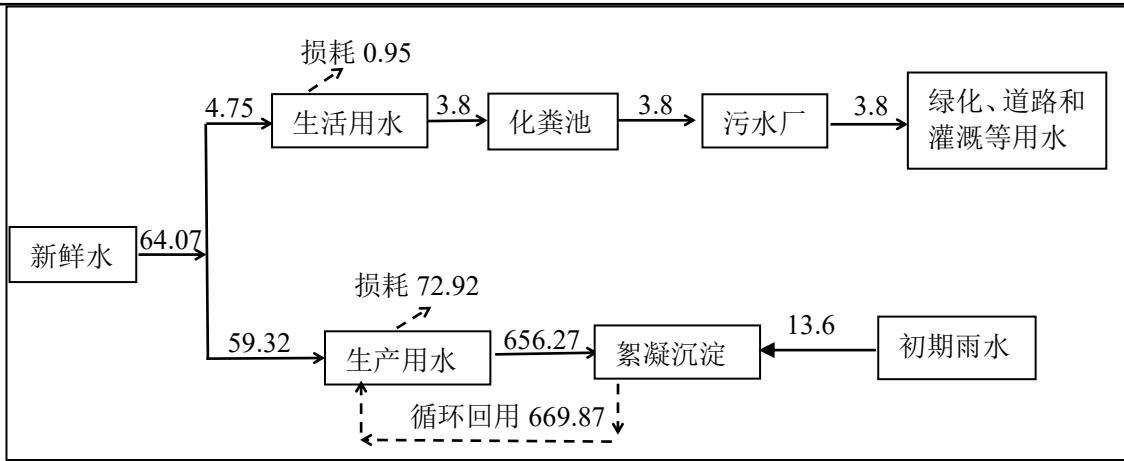 损耗 0.95
4.75
生活用水
3.8
化粪池
3.8
污水厂
3.8
绿化、道路和
灌溉等用水
新鲜水
64.07
损耗 72.92
59.32
生产用水
656.27
絮凝沉淀
13.6
初期雨水
循环回用 669.87